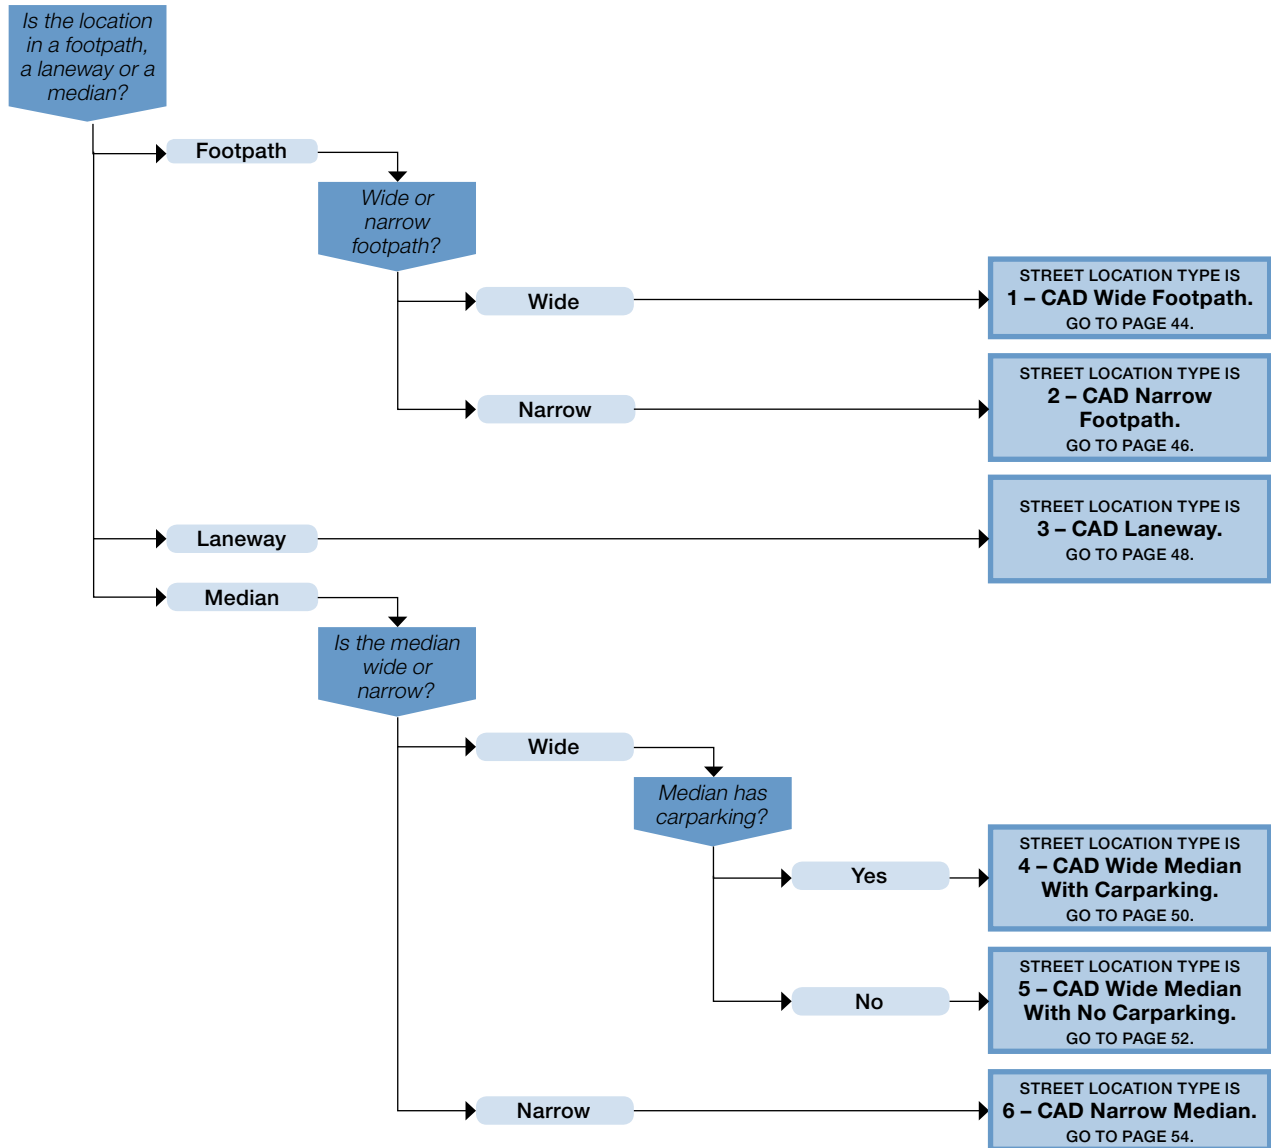 Is the location
in a footpath,
a laneway or a
median?
Footpath
Wide or
narrow
footpath?
Wide
STREET LOCATION TYPE IS
1 – CAD Wide Footpath.
GO TO PAGE 44.
Narrow
STREET LOCATION TYPE IS
2 – CAD Narrow
Footpath.
GO TO PAGE 46.
Laneway
STREET LOCATION TYPE IS
3 – CAD Laneway.
GO TO PAGE 48.
Median
Is the median
wide or
narrow?
Wide
Median has
carparking?
Yes
STREET LOCATION TYPE IS
4 – CAD Wide Median
With Carparking.
GO TO PAGE 50.
No
STREET LOCATION TYPE IS
5 – CAD Wide Median
With No Carparking.
GO TO PAGE 52.
Narrow
STREET LOCATION TYPE IS
6 – CAD Narrow Median.
GO TO PAGE 54.